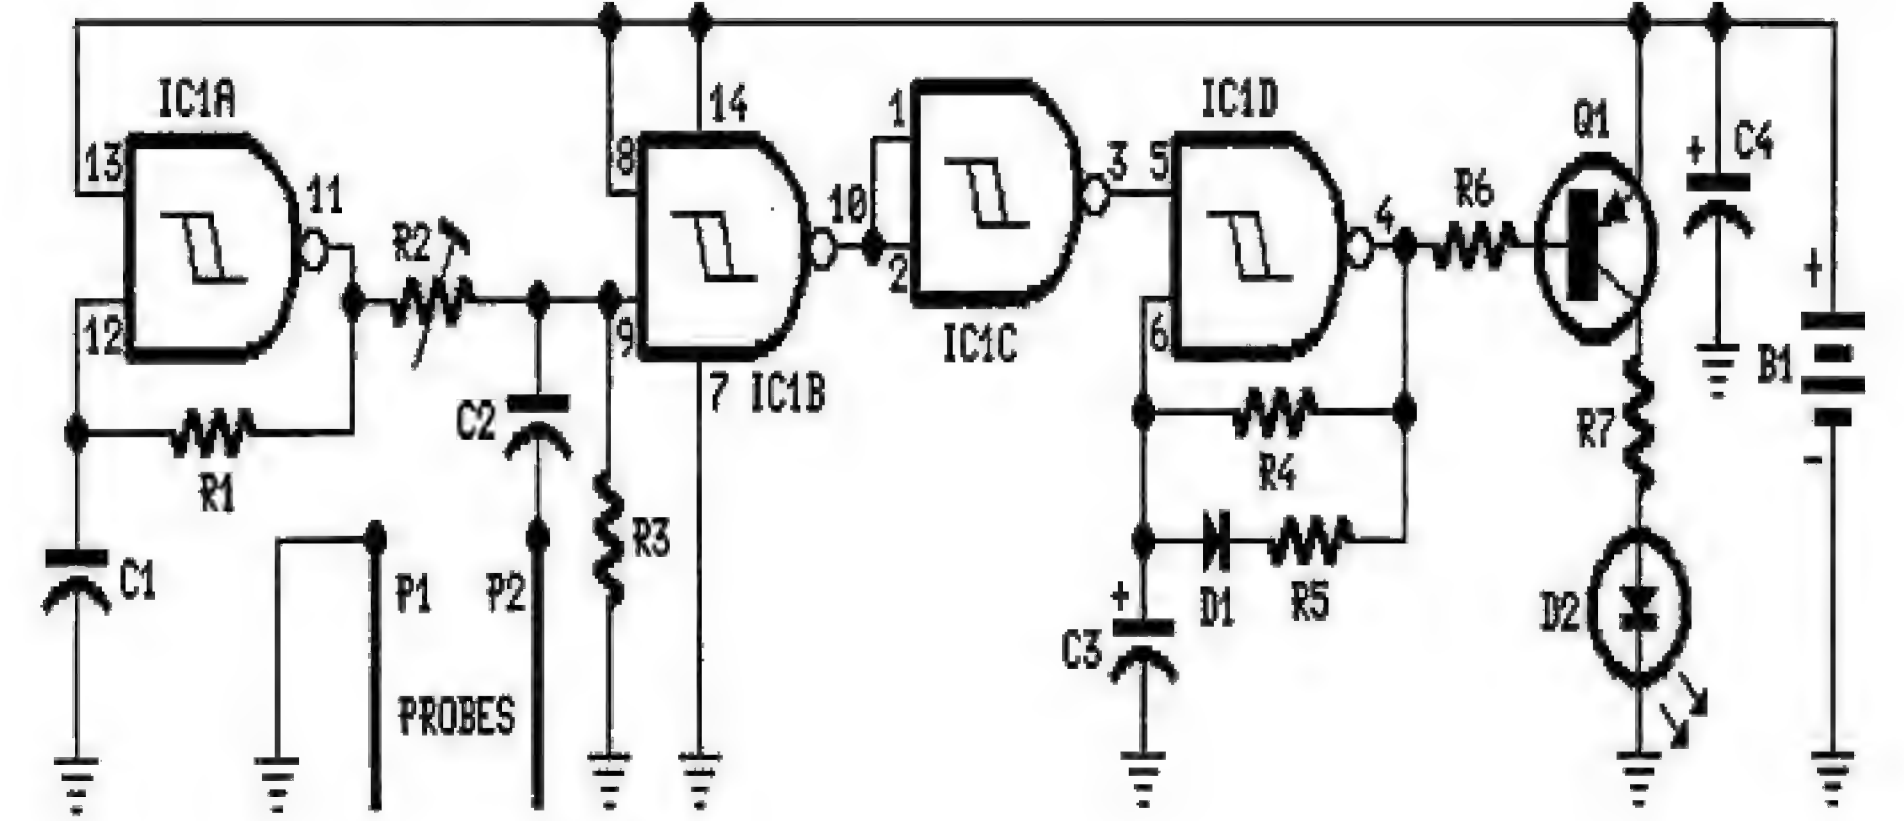 IC1A
13
11
12
R1
C1
R2
C2
P1
P2
PROBES
R3
14
8
9
7
IC1B
10
1
2
3
IC1C
IC1D
5
6
4
R4
D1
R5
+
C3
R6
Q1
R7
D2
+
C4
+
B1
-